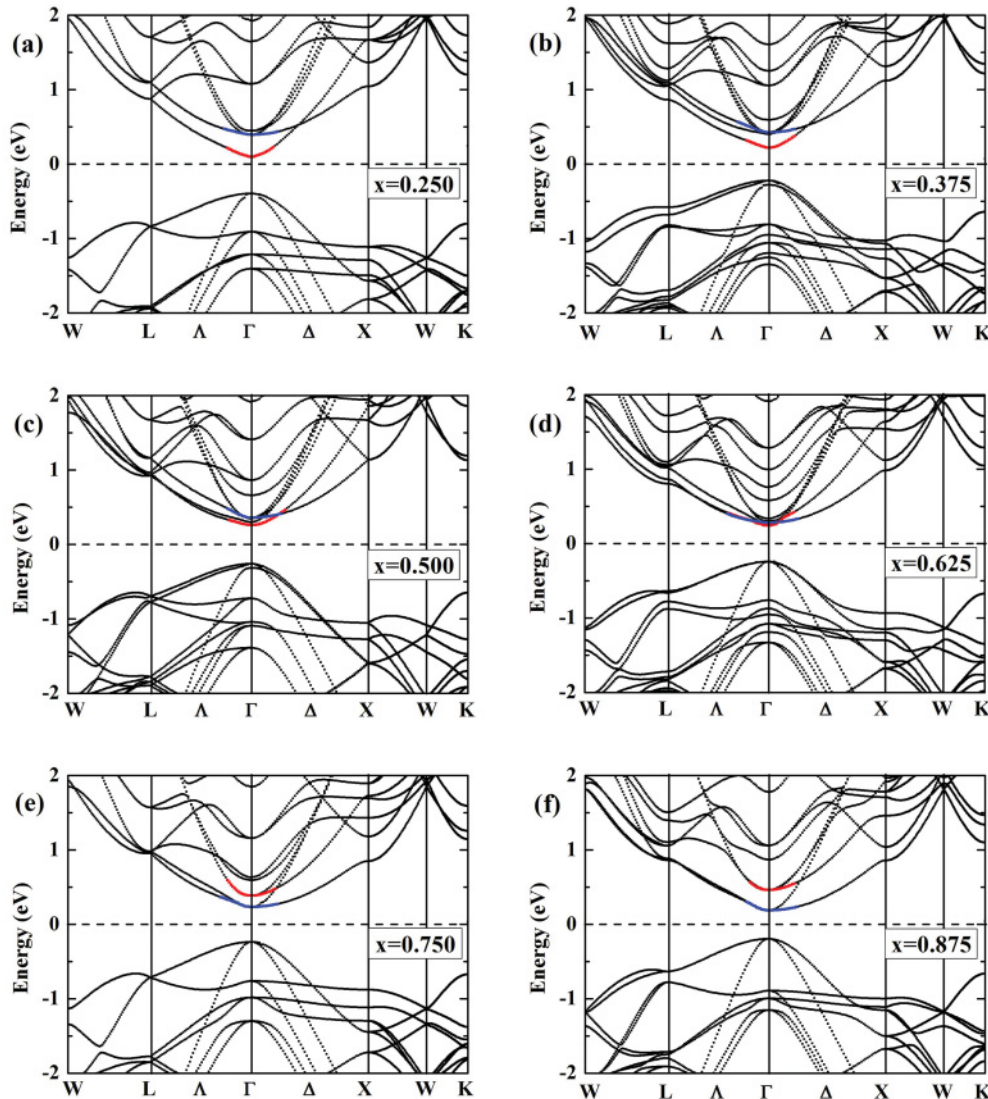 (a)
2
1
0
-1
-2
Energy (eV)
x=0.250
W L Λ Γ Δ X W K
(b)
2
1
0
-1
-2
Energy (eV)
x=0.375
W L Λ Γ Δ X W K
(c)
2
1
0
-1
-2
Energy (eV)
x=0.500
W L Λ Γ Δ X W K
(d)
2
1
0
-1
-2
Energy (eV)
x=0.625
W L Λ Γ Δ X W K
(e)
2
1
0
-1
-2
Energy (eV)
x=0.750
W L Λ Γ Δ X W K
(f)
2
1
0
-1
-2
Energy (eV)
x=0.875
W L Λ Γ Δ X W K